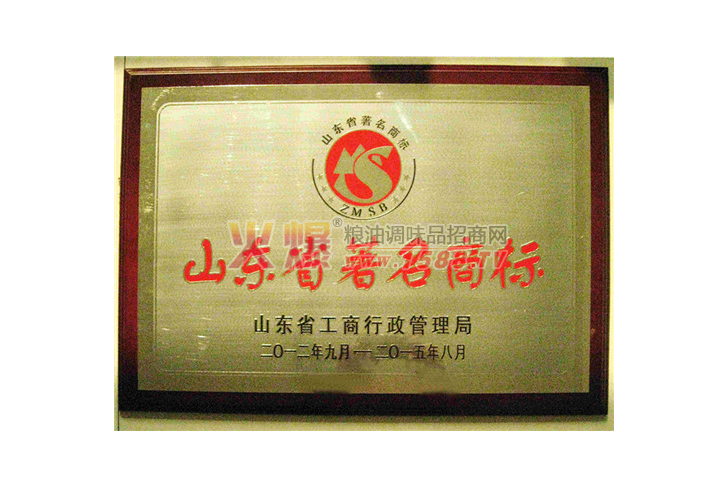 山东省著名商标
ZMSB
火爆®粮油调味品招商网
山东省著名商标
山东省工商行政管理局
二〇一二年九月—二〇一五年八月